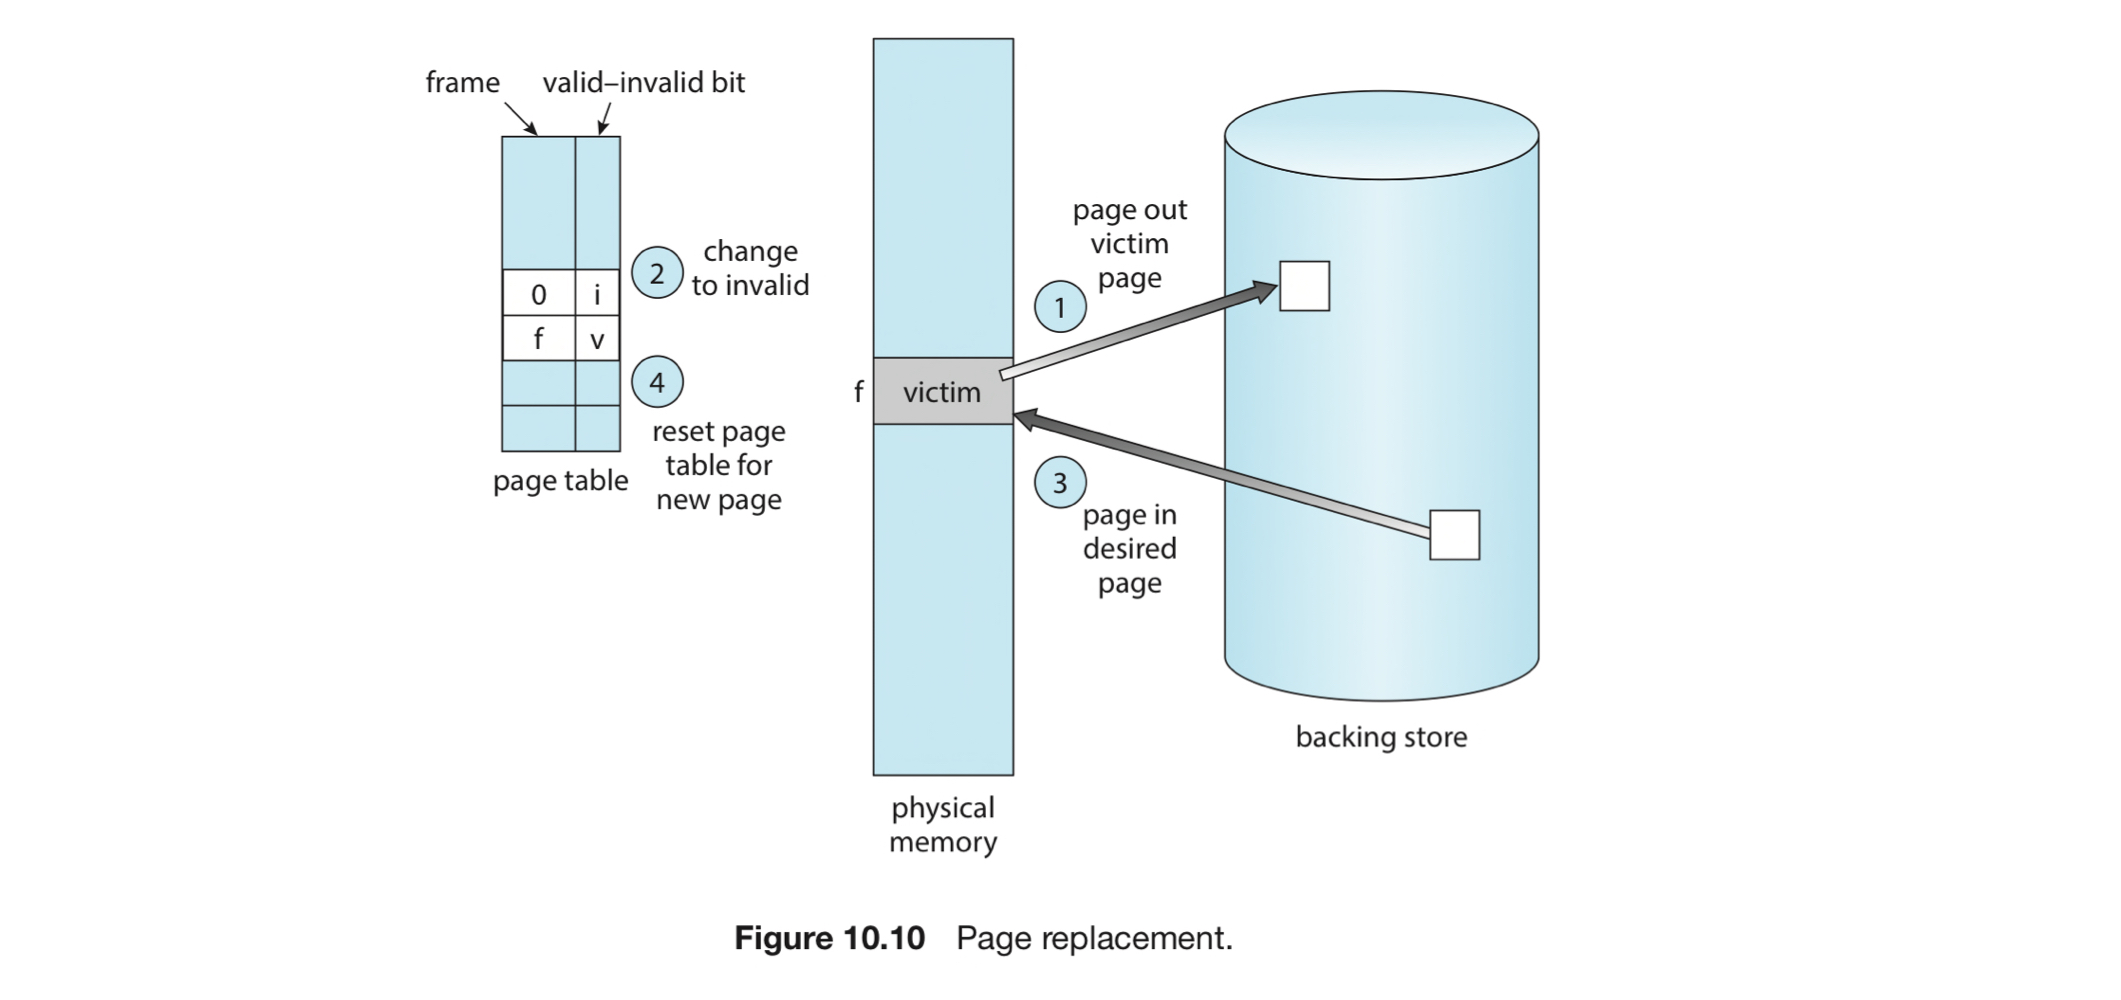 frame
valid–invalid bit
0 i
f v
page table
2
change
to invalid
4
reset page
table for
new page
f
victim
physical
memory
1
page out
victim
page
3
page in
desired
page
backing store
Figure 10.10 Page replacement.